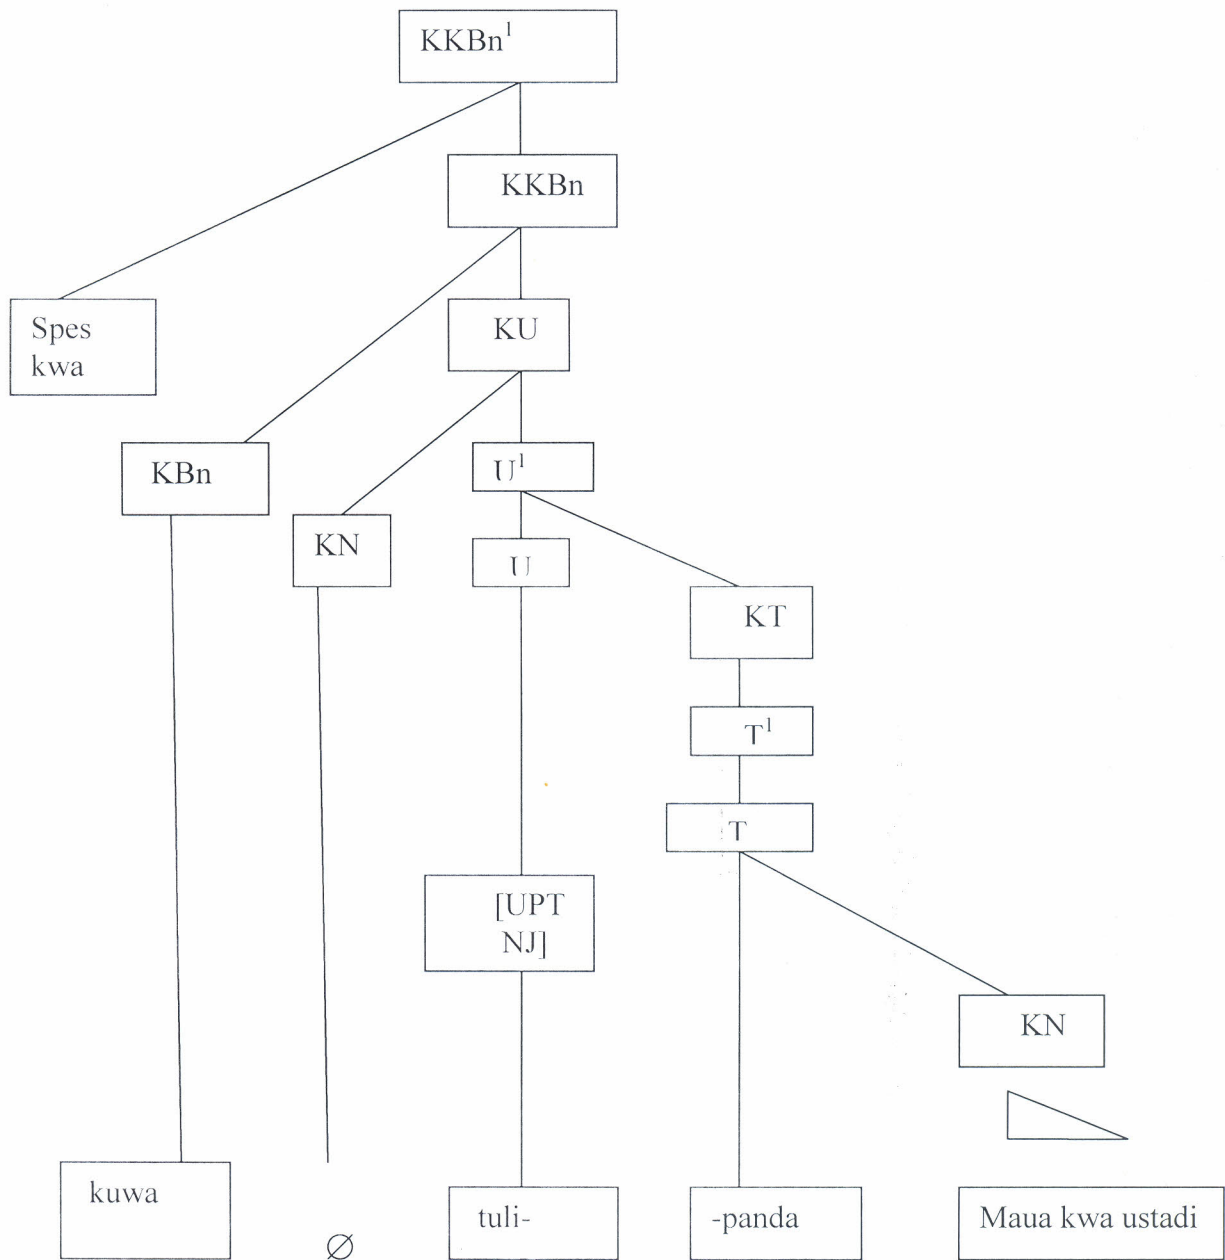 KKBn¹
KKBn
Spes
kwa
KU
KBn
U¹
KN
U
KT
T¹
T
[UPT
NJ]
KN
kuwa
∅
tuli-
-panda
Maua kwa ustadi